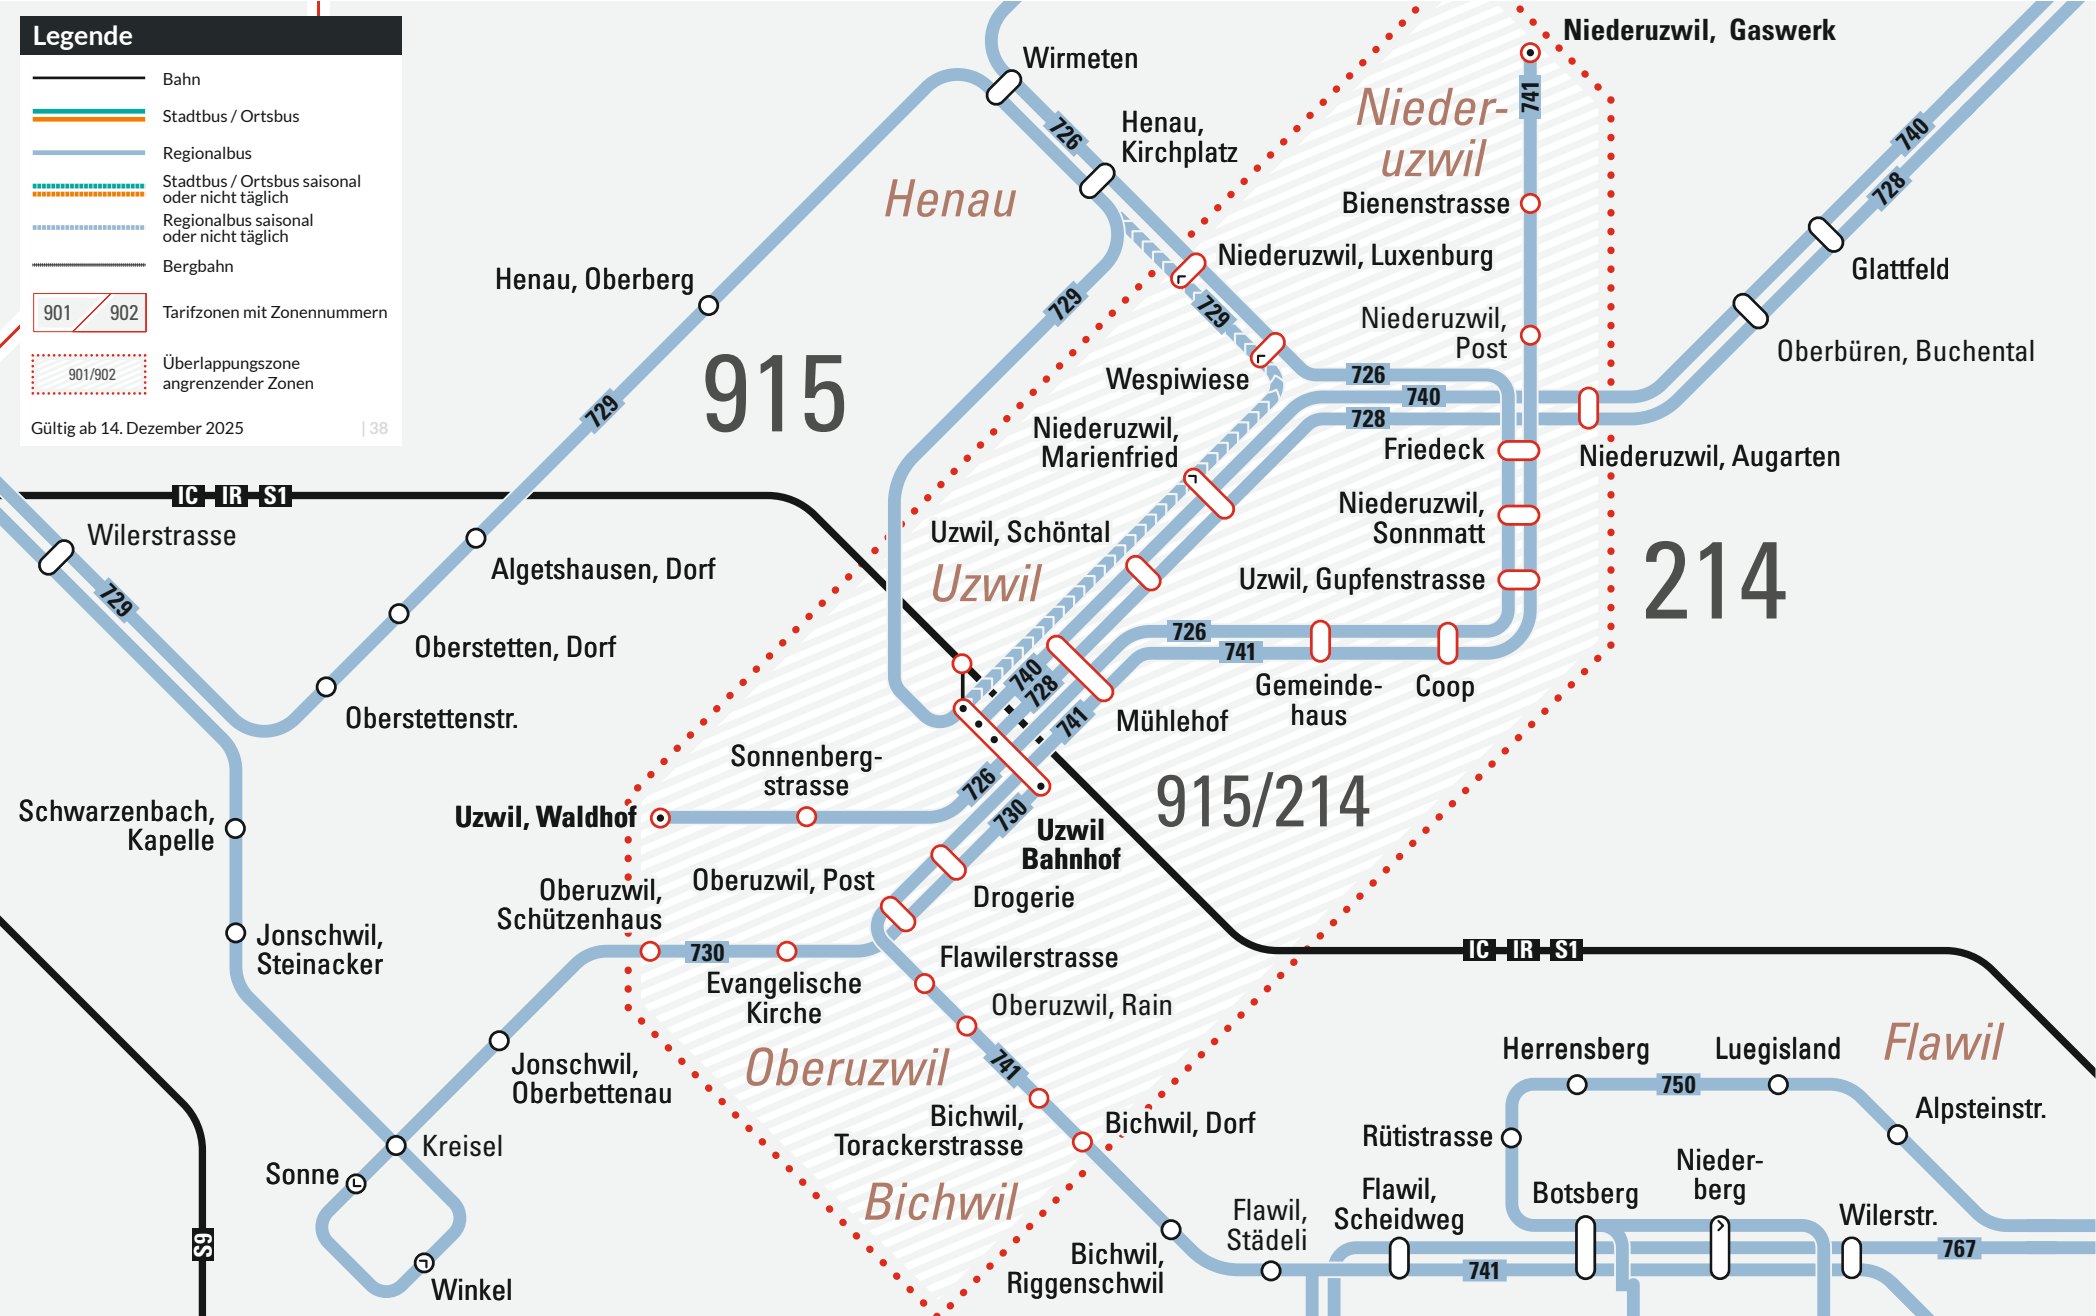 Legende
Bahn
Stadtbus / Ortsbus
Regionalbus
Stadtbus / Ortsbus saisonal
oder nicht täglich
Regionalbus saisonal
oder nicht täglich
Bergbahn
901
902
Tarifzonen mit Zonennummern
901/902
Überlappungszone
angrenzender Zonen
Gültig ab 14. Dezember 2025
| 38
Wirmeten
726
Henau,
Kirchplatz
Henau
Niederuzwil, Gaswerk
741
Nieder-
uzwil
Bienenstrasse
740
728
Glattfeld
Oberbüren, Buchental
Henau, Oberberg
729
Niederuzwil, Luxenburg
729
Niederuzwil,
Post
915
729
Wespiwiese
726
740
728
Niederuzwil,
Marienfried
Friedeck
Niederuzwil, Augarten
IC IR S1
Wilerstrasse
729
Algetshausen, Dorf
Oberstetten, Dorf
Oberstettenstr.
Uzwil, Schöntal
Uzwil
Niederuzwil,
Sonnmatt
Uzwil, Gupfenstrasse
214
726
741
Gemeinde-
haus
Coop
740
728
741
Mühlehof
Sonnenberg-
strasse
Uzwil, Waldhof
726
730
Uzwil
Bahnhof
915/214
Schwarzenbach,
Kapelle
Oberuzwil, Post
Drogerie
Oberuzwil,
Schützenhaus
730
Evangelische
Kirche
Flawilerstrasse
Oberuzwil, Rain
IC IR S1
Jonschwil,
Steinacker
Jonschwil,
Oberbettenau
Oberuzwil
741
Bichwil,
Torackerstrasse
Bichwil, Dorf
Bichwil
Kreisel
Sonne
Winkel
S9
Bichwil,
Riggenschwil
Flawil,
Städeli
Flawil,
Scheidweg
741
Herrensberg
750
Luegisland
Flawil
Alpsteinstr.
Rütistrasse
Botsberg
Nieder-
berg
Wilerstr.
767